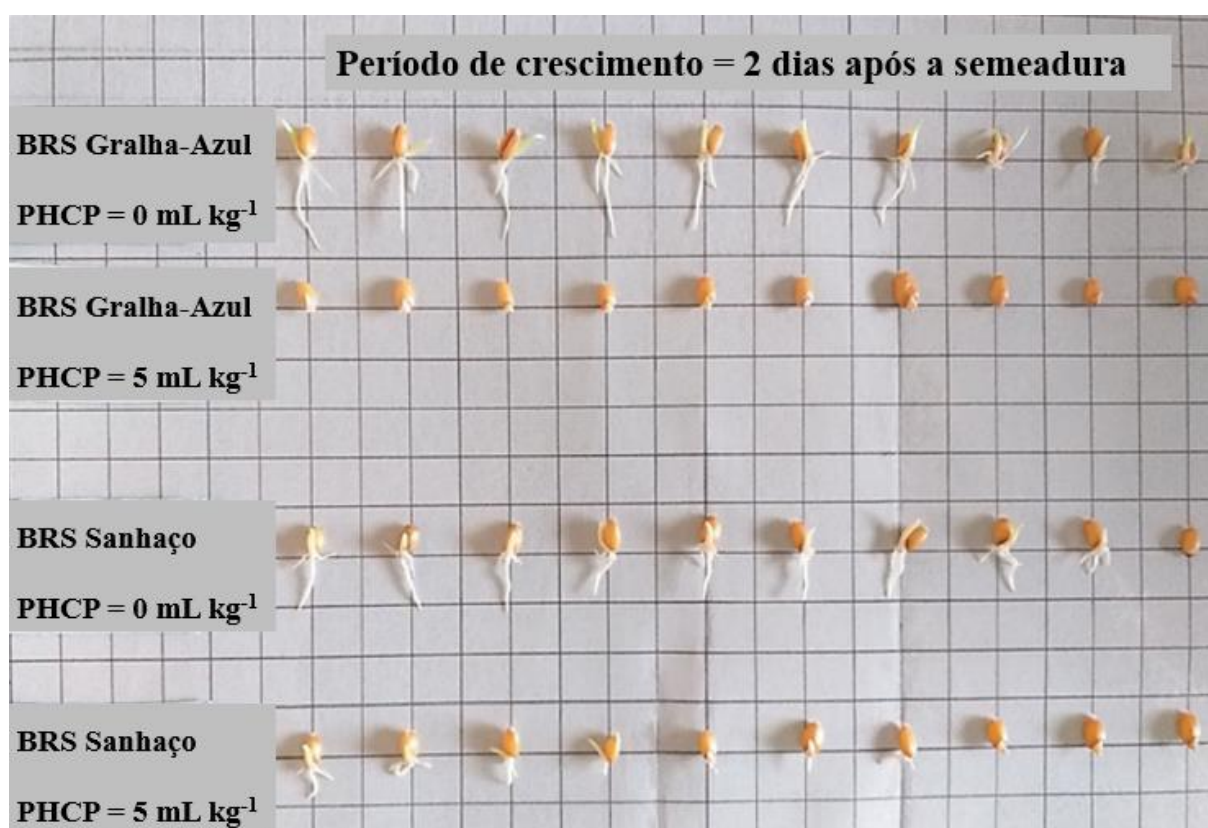 Período de crescimento = 2 dias após a semeadura
BRS Gralha-Azul
PHCP = 0 mL kg⁻¹
BRS Gralha-Azul
PHCP = 5 mL kg⁻¹
BRS Sanhaço
PHCP = 0 mL kg⁻¹
BRS Sanhaço
PHCP = 5 mL kg⁻¹